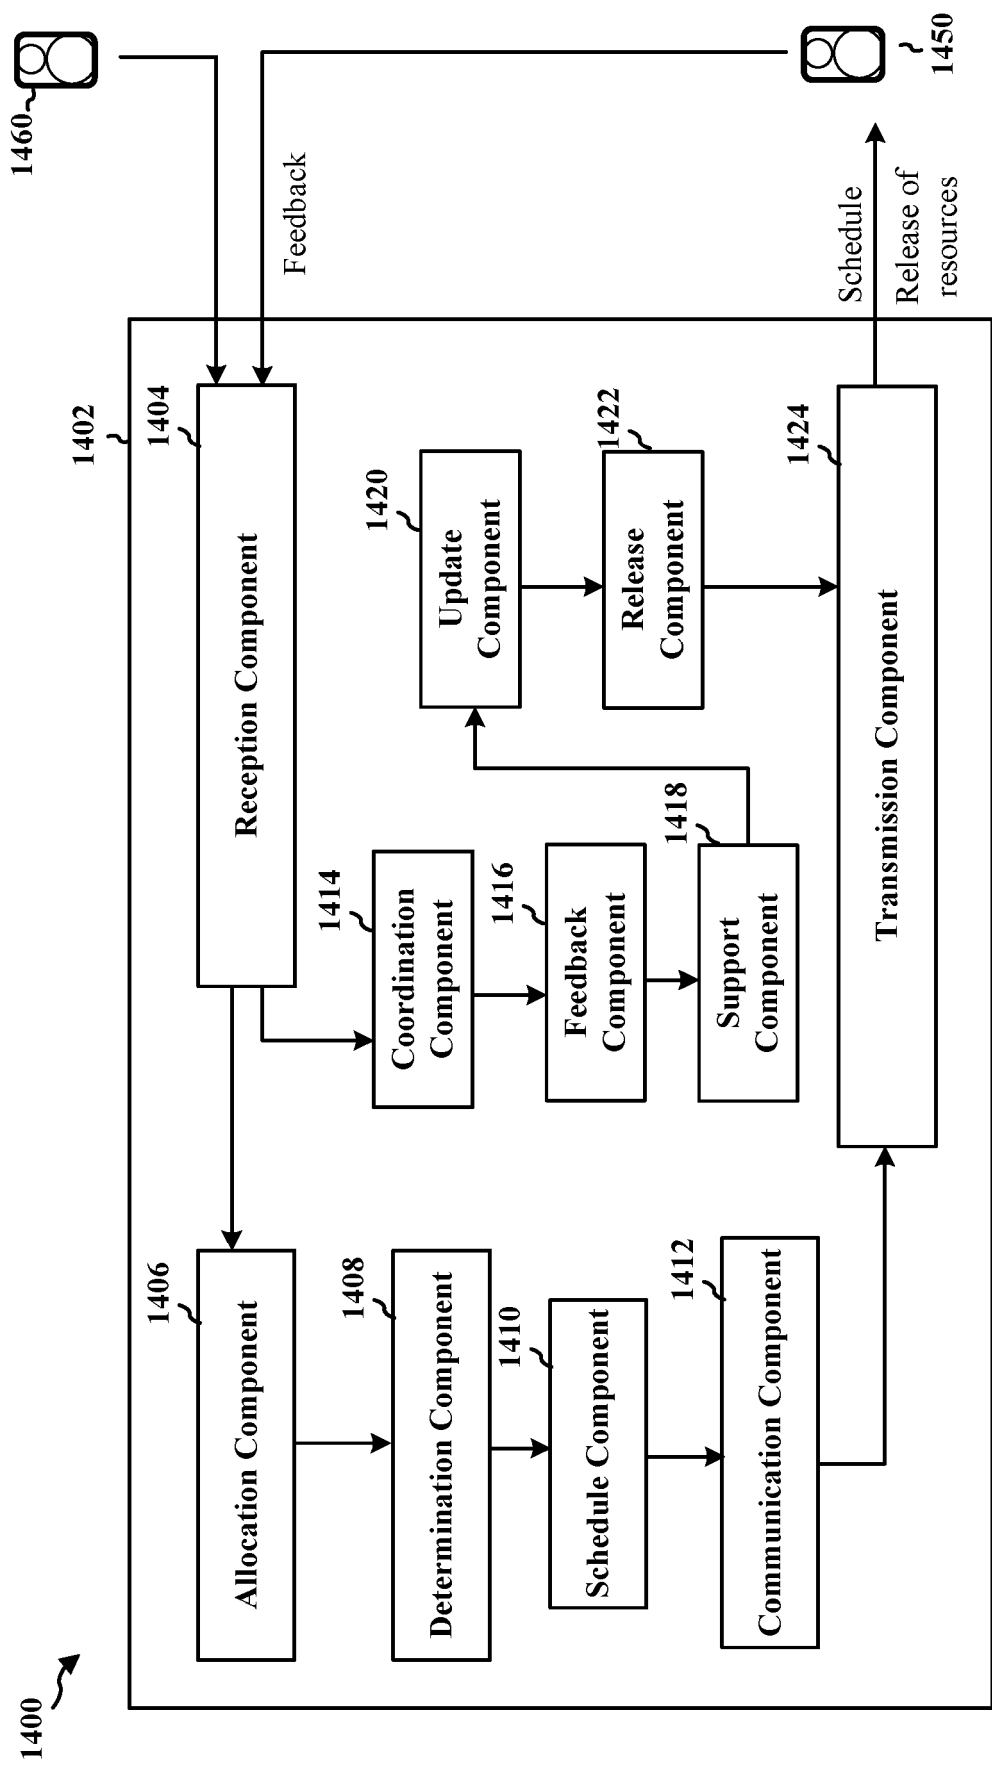 1400
1402
1460
1450
Feedback
Schedule
Release of
resources
1404
Reception Component
1406
Allocation Component
1408
Determination Component
1410
Schedule Component
1412
Communication Component
1414
Coordination
Component
1416
Feedback
Component
1418
Support
Component
1420
Update
Component
1422
Release
Component
1424
Transmission Component